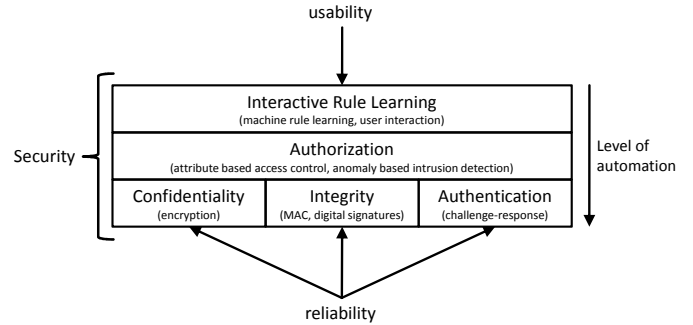 usability
Interactive Rule Learning
(machine rule learning, user interaction)
Authorization
(attribute based access control, anomaly based intrusion detection)
Security
Level of
automation
Confidentiality
(encryption)
Integrity
(MAC, digital signatures)
Authentication
(challenge-response)
reliability